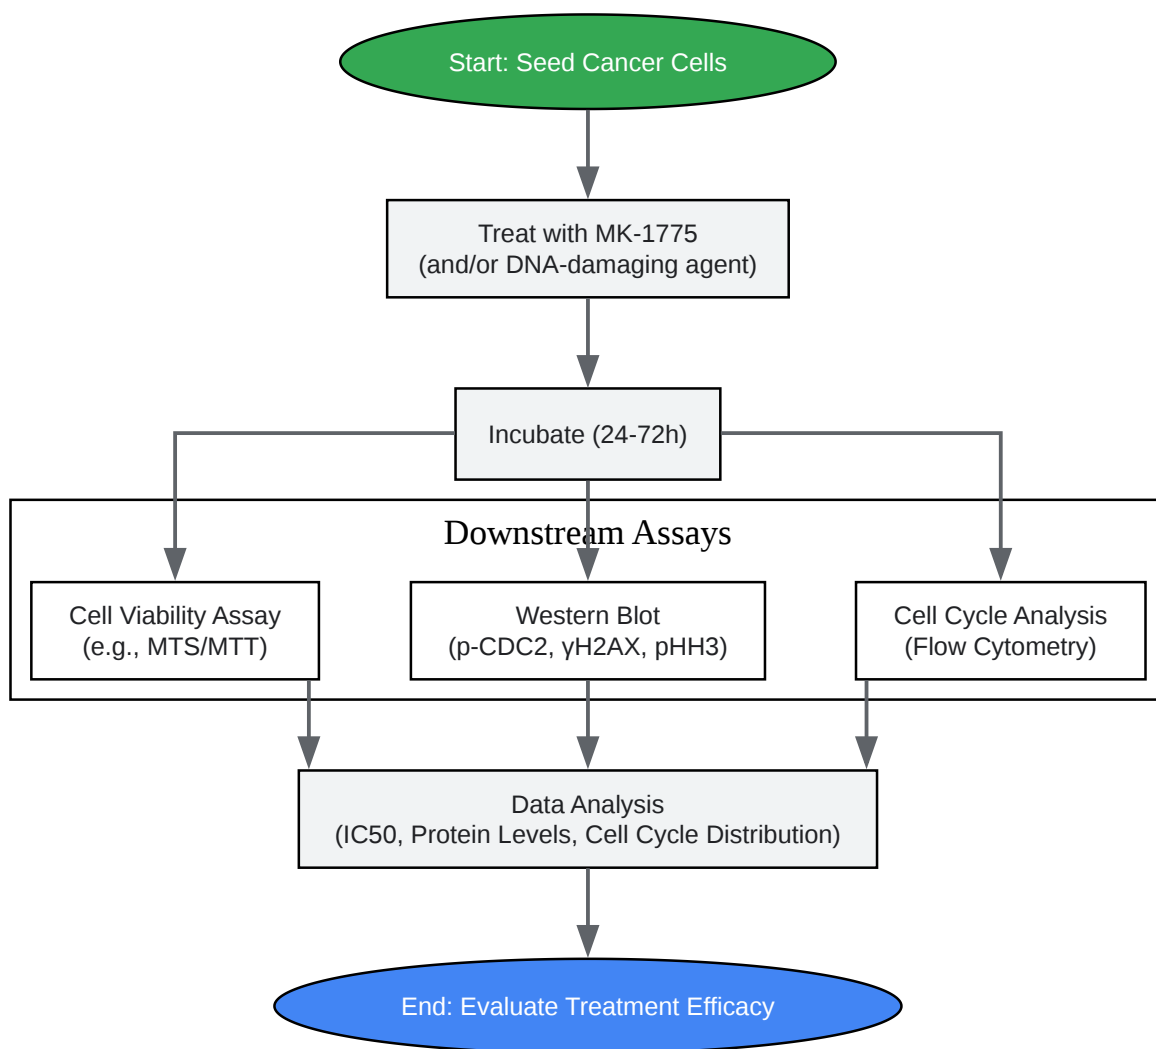 Start: Seed Cancer Cells
Treat with MK-1775
(and/or DNA-damaging agent)
Incubate (24-72h)
Downstream Assays
Cell Viability Assay
(e.g., MTS/MTT)
Western Blot
(p-CDC2, γH2AX, pHH3)
Cell Cycle Analysis
(Flow Cytometry)
Data Analysis
(IC50, Protein Levels, Cell Cycle Distribution)
End: Evaluate Treatment Efficacy